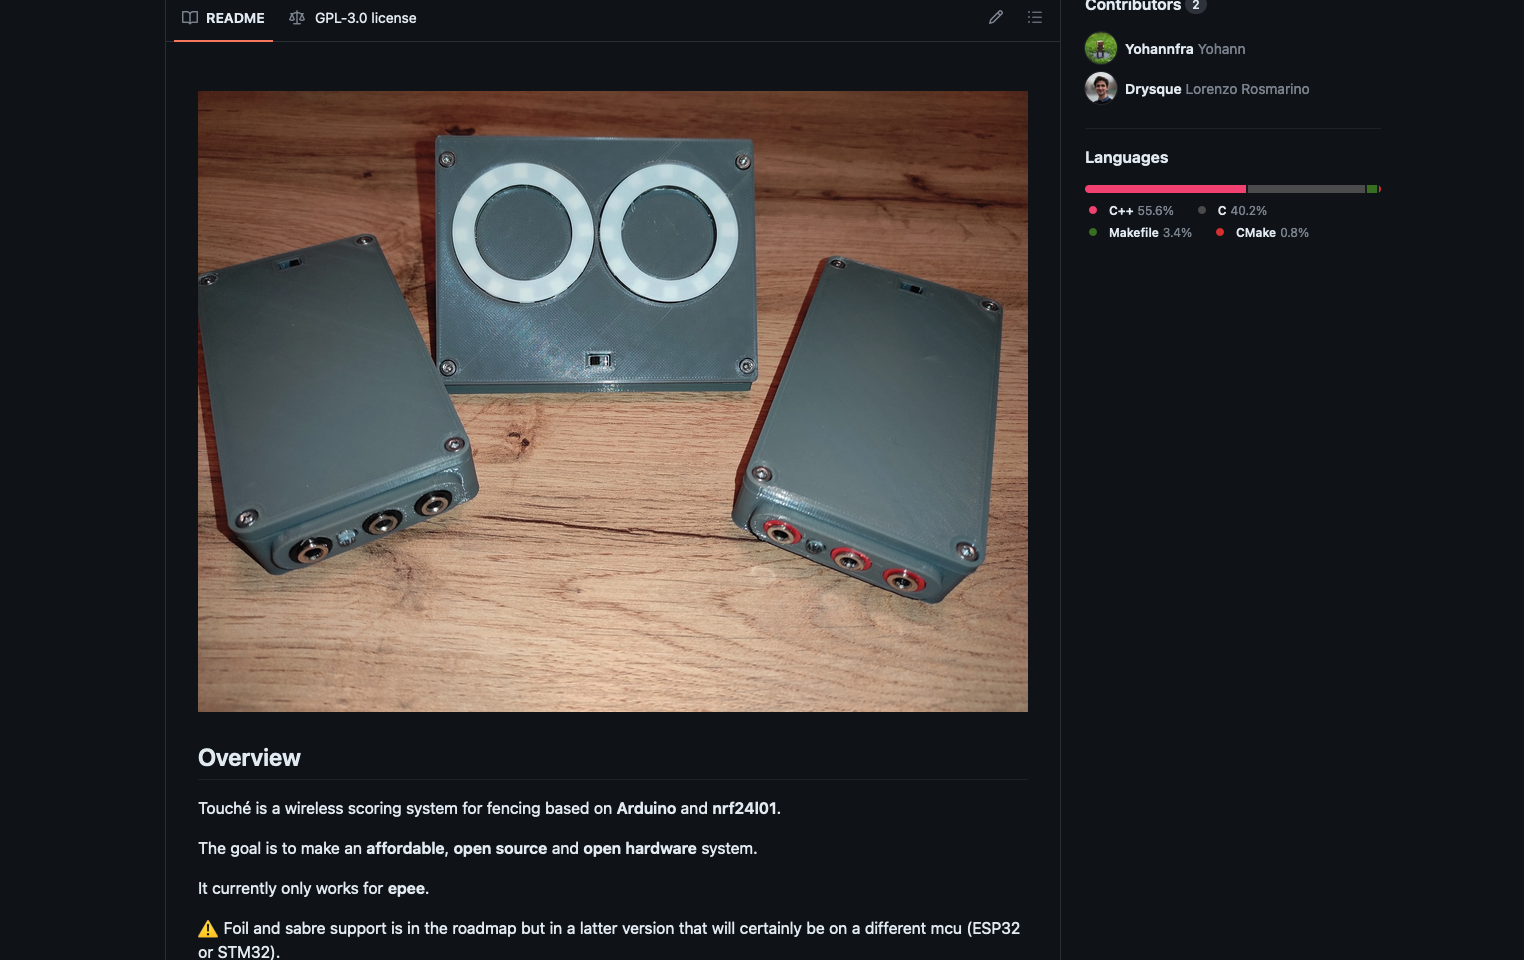 README
GPL-3.0 license
Contributors 2
Yohannfra Yohann
Drysque Lorenzo Rosmarino
Languages
C++ 55.6%
C 40.2%
Makefile 3.4%
CMake 0.8%
Overview
Touché is a wireless scoring system for fencing based on Arduino and nrf24l01.
The goal is to make an affordable, open source and open hardware system.
It currently only works for epee.
⚠️ Foil and sabre support is in the roadmap but in a latter version that will certainly be on a different mcu (ESP32
or STM32).